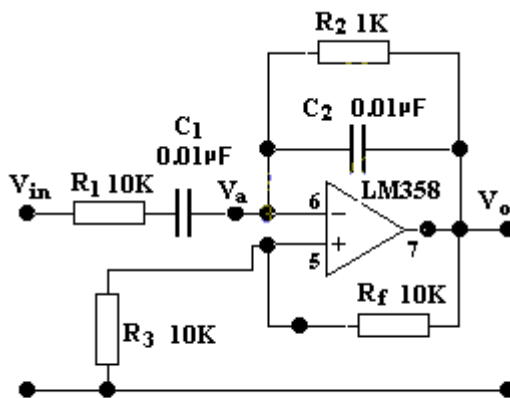 R2 1K
C2 0.01µF
C1
0.01µF
Vin
R1 10K
Va
LM358
Vo
6
5
7
R3 10K
Rf 10K